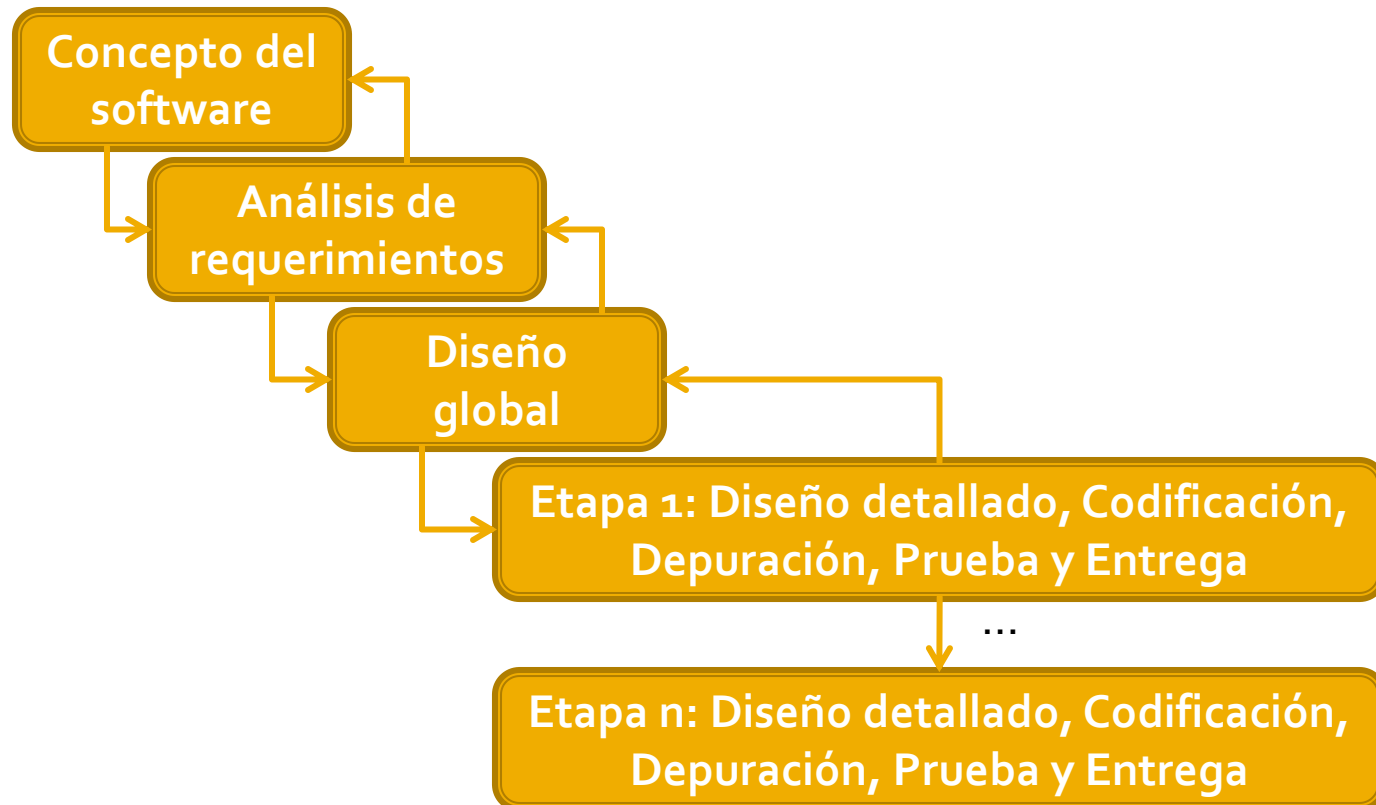 Concepto del
software
Análisis de
requerimientos
Diseño
global
Etapa 1: Diseño detallado, Codificación,
Depuración, Prueba y Entrega
...
Etapa n: Diseño detallado, Codificación,
Depuración, Prueba y Entrega